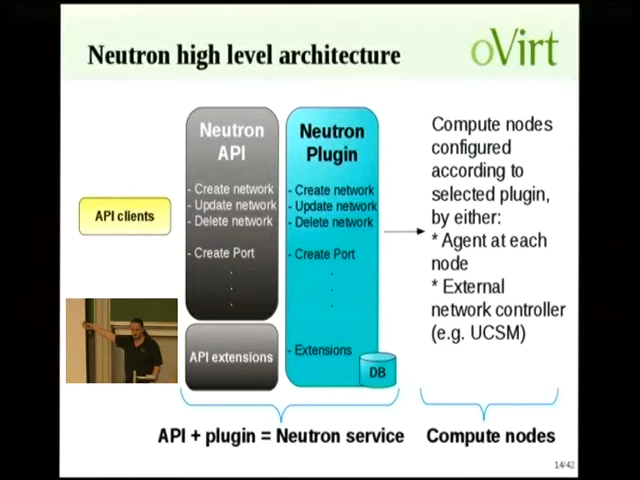 Neutron high level architecture
oVirt
API clients
Neutron
API
- Create network
- Update network
- Delete network
- Create Port
.
.
.
API extensions
Neutron
Plugin
- Create network
- Update network
- Delete network
- Create Port
.
.
.
- Extensions
DB
Compute nodes
configured
according to
selected plugin,
by either:
* Agent at each
node
* External
network controller
(e.g. UCSM)
API + plugin = Neutron service
Compute nodes
14/42